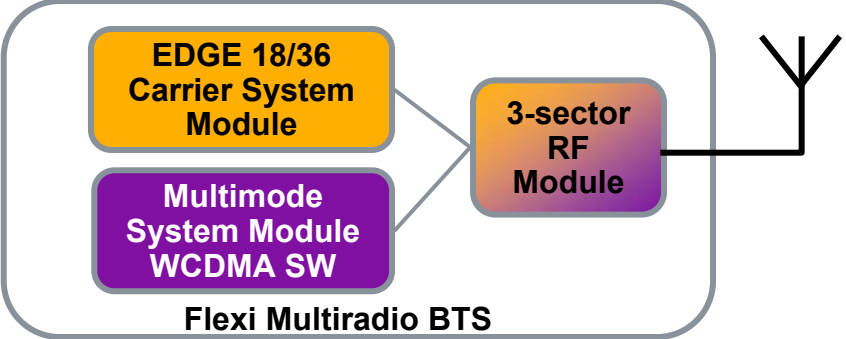 EDGE 18/36
Carrier System
Module
3-sector
RF
Module
Multimode
System Module
WCDMA SW
Flexi Multiradio BTS